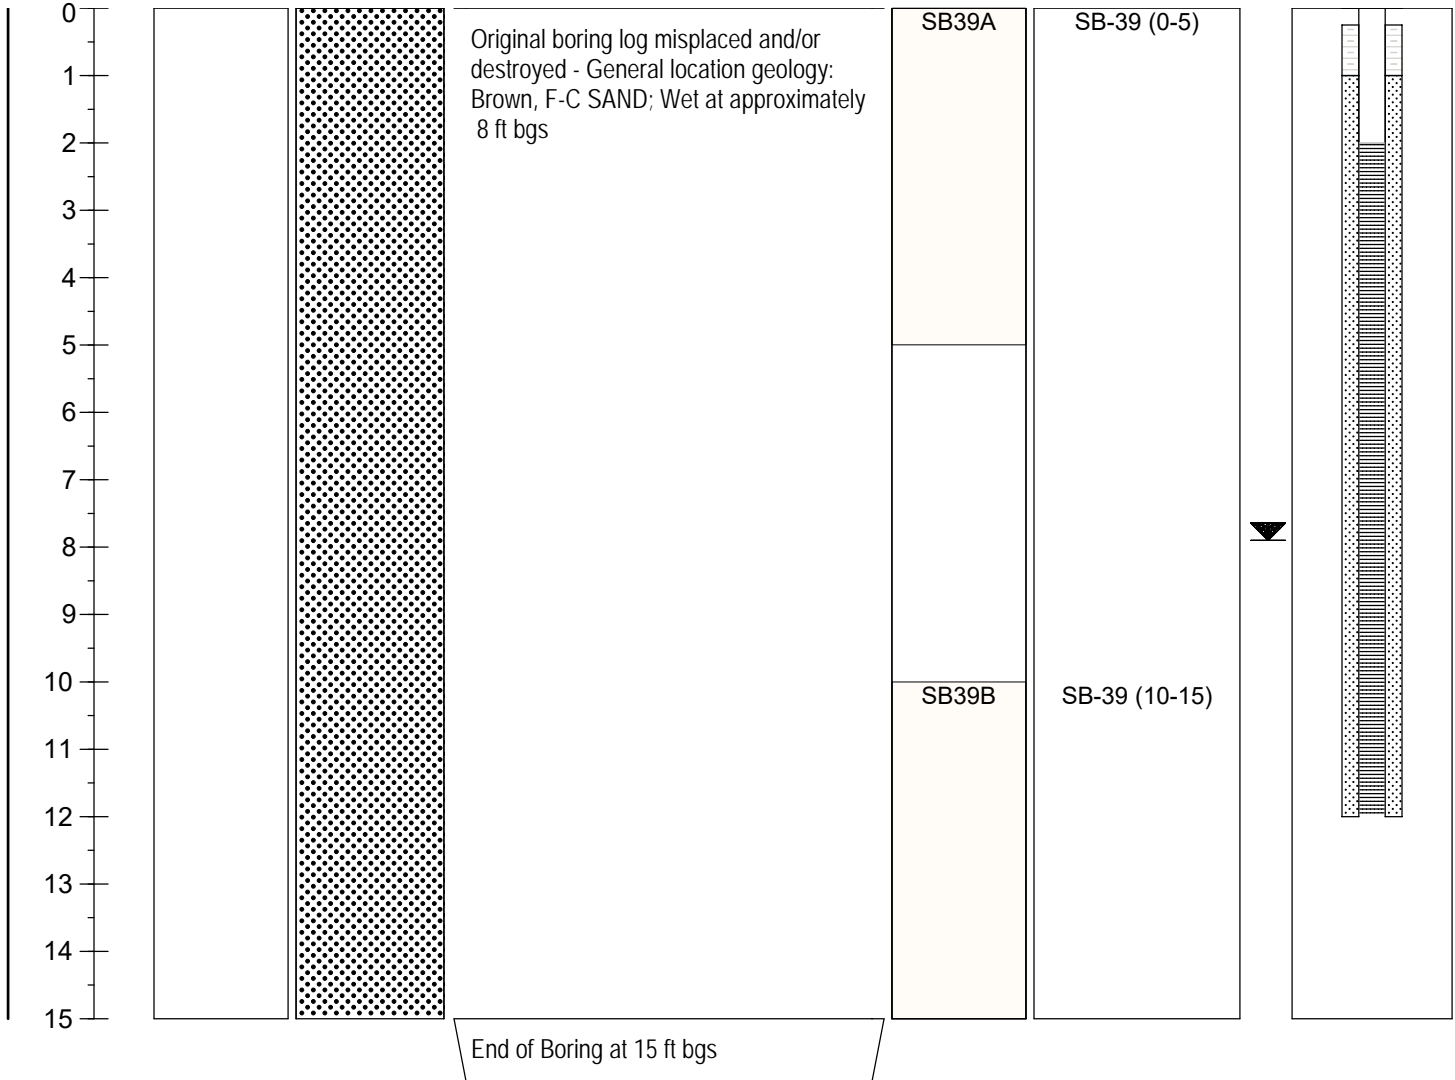 0
SB39A
SB-39 (0-5)
Original boring log misplaced and/or
destroyed - General location geology:
Brown, F-C SAND; Wet at approximately
8 ft bgs
1
2
3
4
5
6
7
8
9
10
SB39B
SB-39 (10-15)
11
12
13
14
15
End of Boring at 15 ft bgs